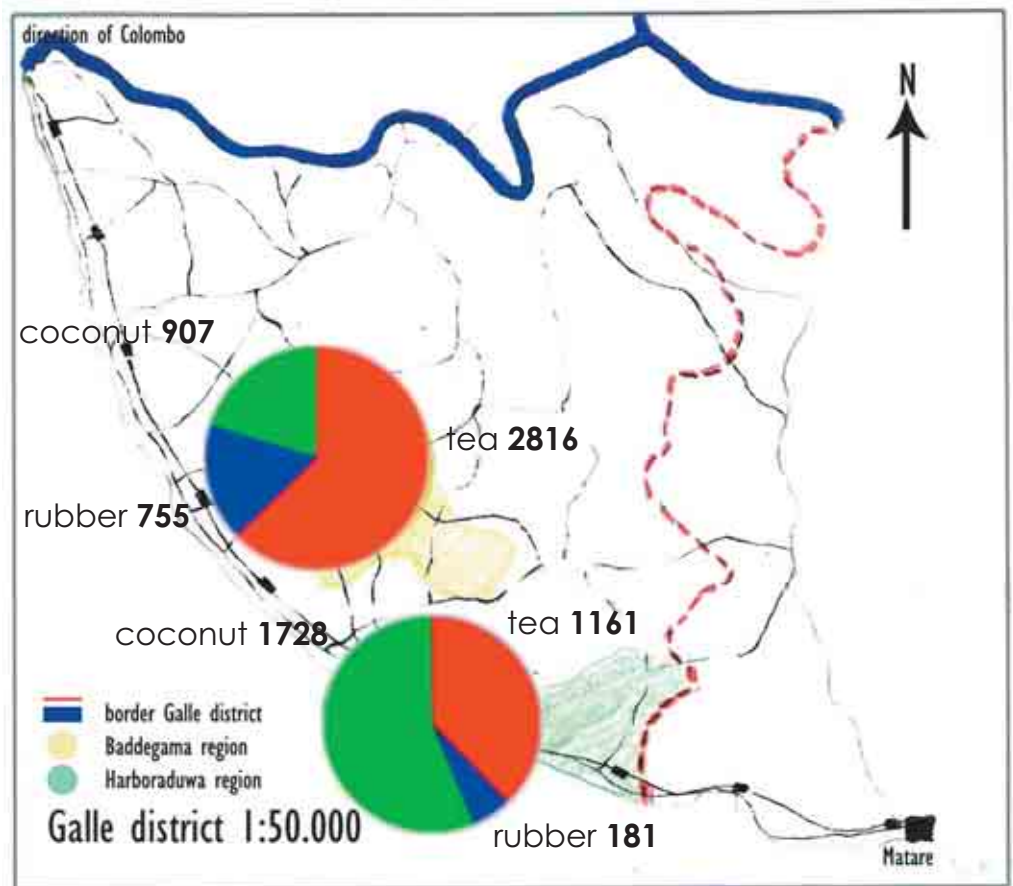 direction of Colombo
N
coconut 907
tea 2816
rubber 755
coconut 1728
tea 1161
border Galle district
Baddegama region
Harboraduwa region
Galle district 1:50.000
rubber 181
Matare